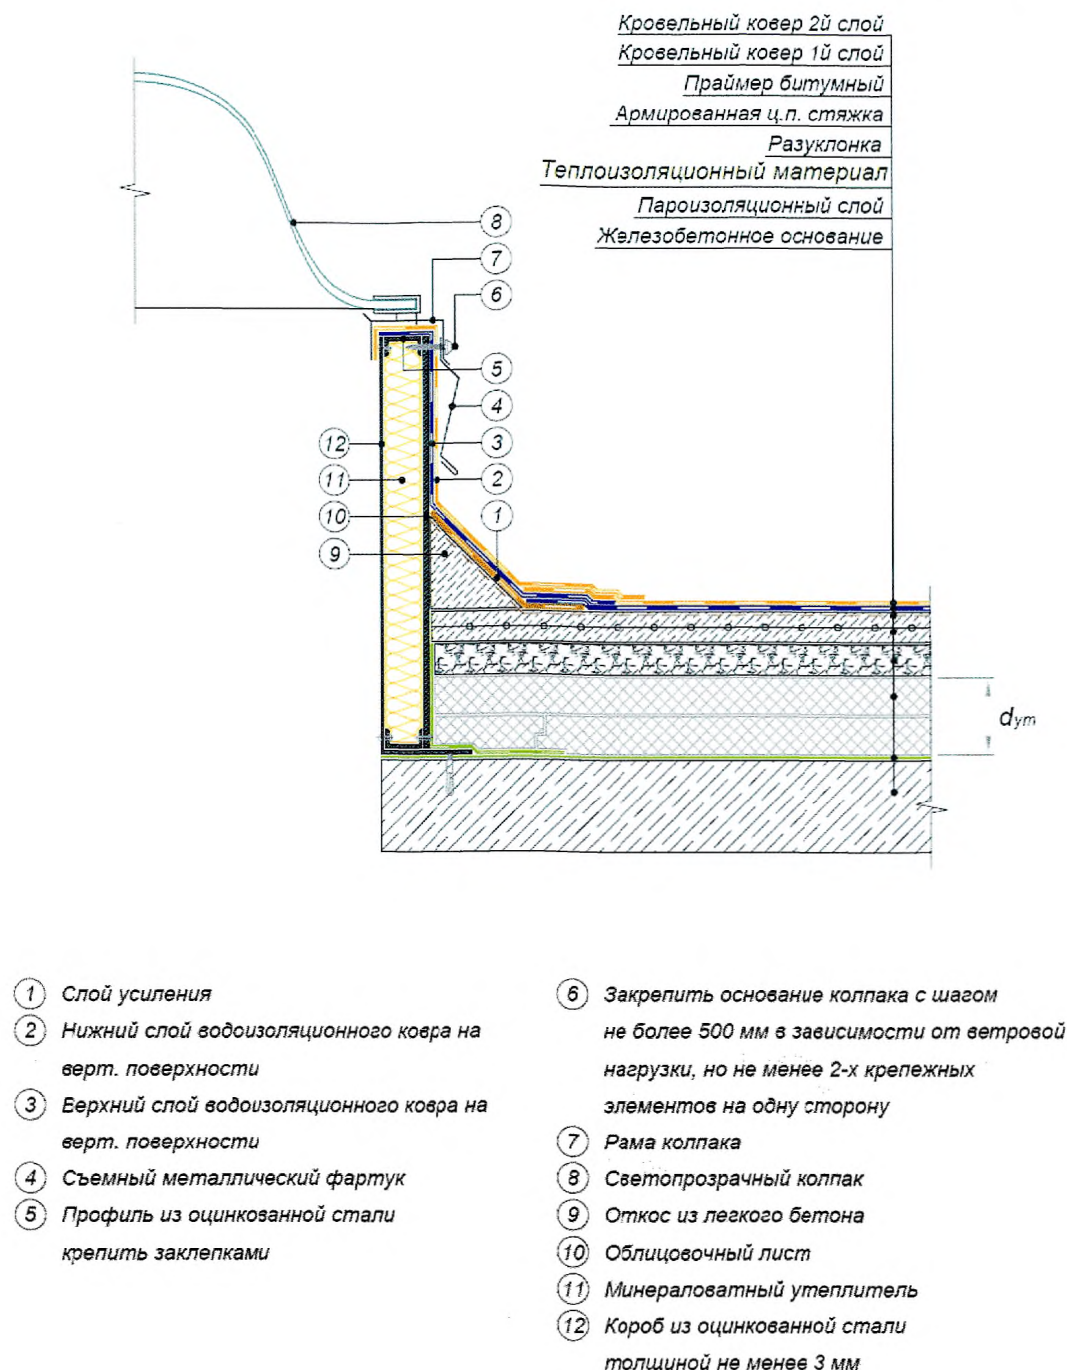 Кровельный ковер 2й слой
Кровельный ковер 1й слой
Праймер битумный
Армированная ц.п. стяжка
Разуклонка
Теплоизоляционный материал
Пароизоляционный слой
Железобетонное основание
8
7
6
5
4
12
3
11
2
10
1
9
dут
1 Слой усиления
2 Нижний слой водоизоляционного ковра на
верт. поверхности
3 Верхний слой водоизоляционного ковра на
верт. поверхности
4 Съемный металлический фартук
5 Профиль из оцинкованной стали
крепить заклепками
6 Закрепить основание колпака с шагом
не более 500 мм в зависимости от ветровой
нагрузки, но не менее 2-х крепежных
элементов на одну сторону
7 Рама колпака
8 Светопрозрачный колпак
9 Откос из легкого бетона
10 Облицовочный лист
11 Минераловатный утеплитель
12 Короб из оцинкованной стали
толщиной не менее 3 мм